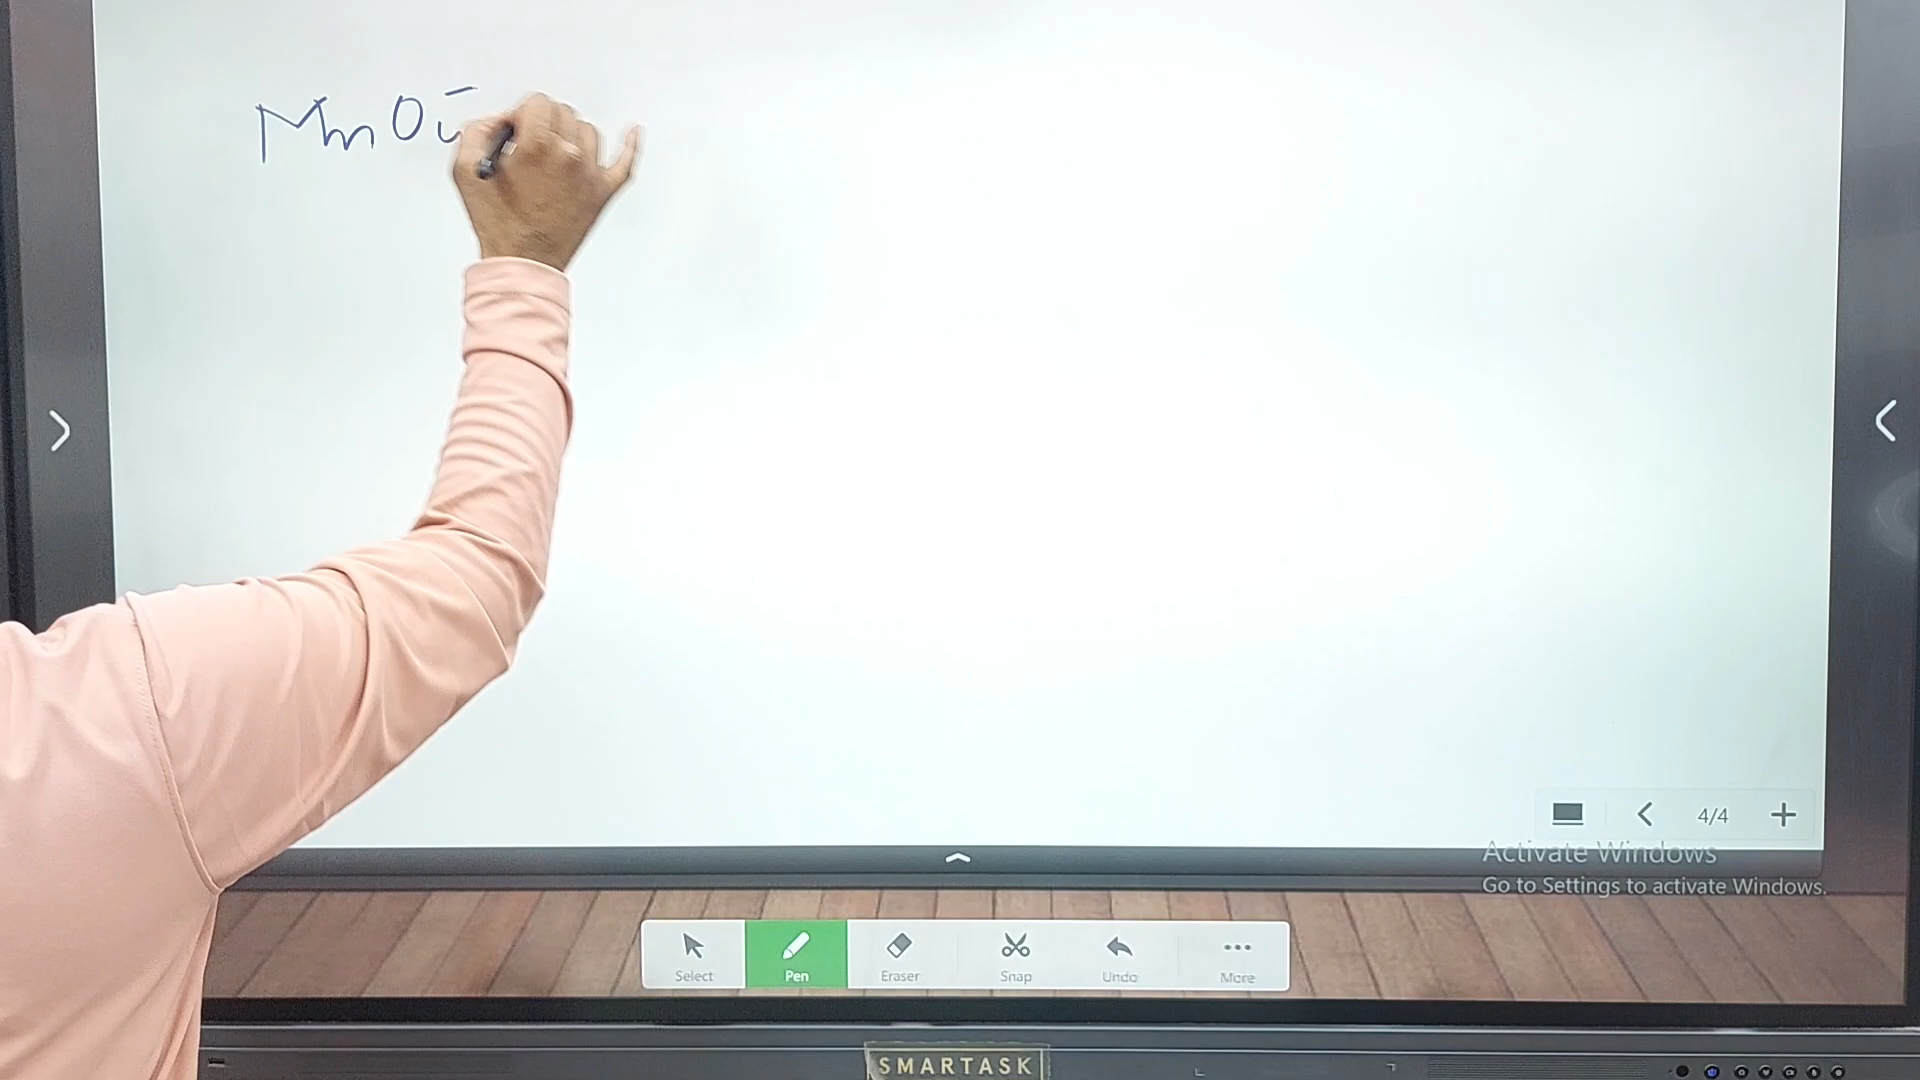 MnO₄⁻
4/4
Activate Windows
Go to Settings to activate Windows.
Select Pen Eraser Snap Undo More
SMARTASK